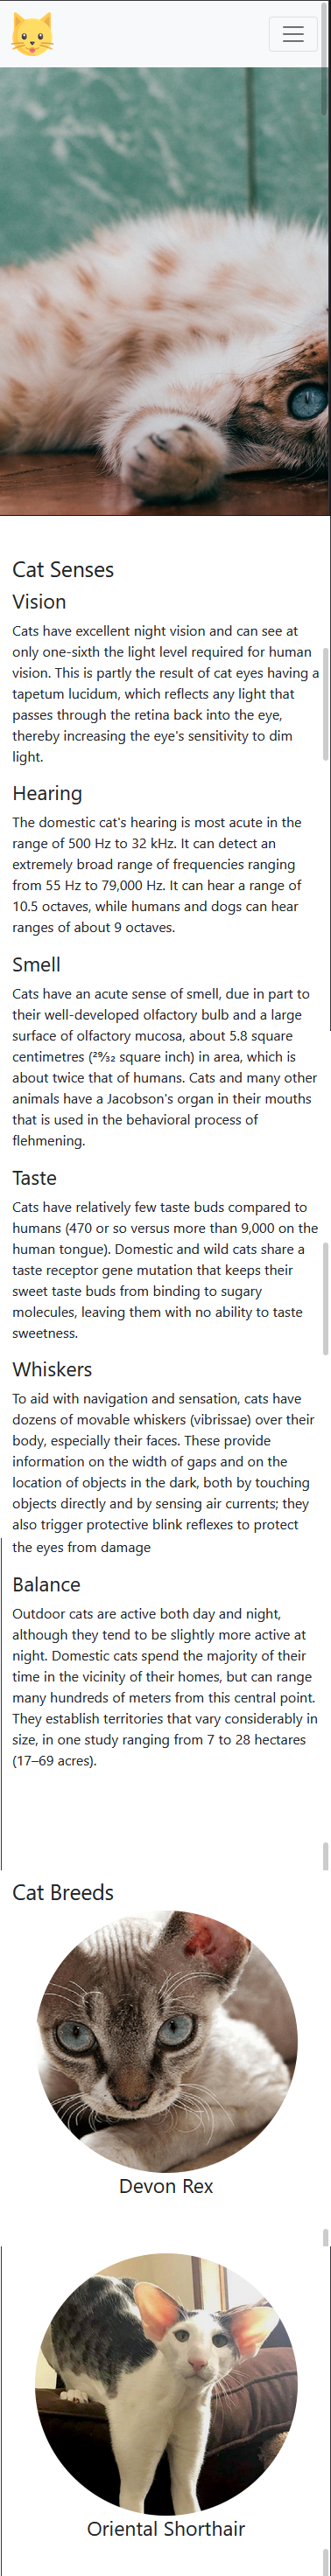 Cat Senses
Vision
Cats have excellent night vision and can see at
only one-sixth the light level required for human
vision. This is partly the result of cat eyes having a
tapetum lucidum, which reflects any light that
passes through the retina back into the eye,
thereby increasing the eye's sensitivity to dim
light.
Hearing
The domestic cat's hearing is most acute in the
range of 500 Hz to 32 kHz. It can detect an
extremely broad range of frequencies ranging
from 55 Hz to 79,000 Hz. It can hear a range of
10.5 octaves, while humans and dogs can hear
ranges of about 9 octaves.
Smell
Cats have an acute sense of smell, due in part to
their well-developed olfactory bulb and a large
surface of olfactory mucosa, about 5.8 square
centimetres (²⁹⁄₃₂ square inch) in area, which is
about twice that of humans. Cats and many other
animals have a Jacobson's organ in their mouths
that is used in the behavioral process of
flehmening.
Taste
Cats have relatively few taste buds compared to
humans (470 or so versus more than 9,000 on the
human tongue). Domestic and wild cats share a
taste receptor gene mutation that keeps their
sweet taste buds from binding to sugary
molecules, leaving them with no ability to taste
sweetness.
Whiskers
To aid with navigation and sensation, cats have
dozens of movable whiskers (vibrissae) over their
body, especially their faces. These provide
information on the width of gaps and on the
location of objects in the dark, both by touching
objects directly and by sensing air currents; they
also trigger protective blink reflexes to protect
the eyes from damage
Balance
Outdoor cats are active both day and night,
although they tend to be slightly more active at
night. Domestic cats spend the majority of their
time in the vicinity of their homes, but can range
many hundreds of meters from this central point.
They establish territories that vary considerably in
size, in one study ranging from 7 to 28 hectares
(17–69 acres).
Cat Breeds
Devon Rex
Oriental Shorthair